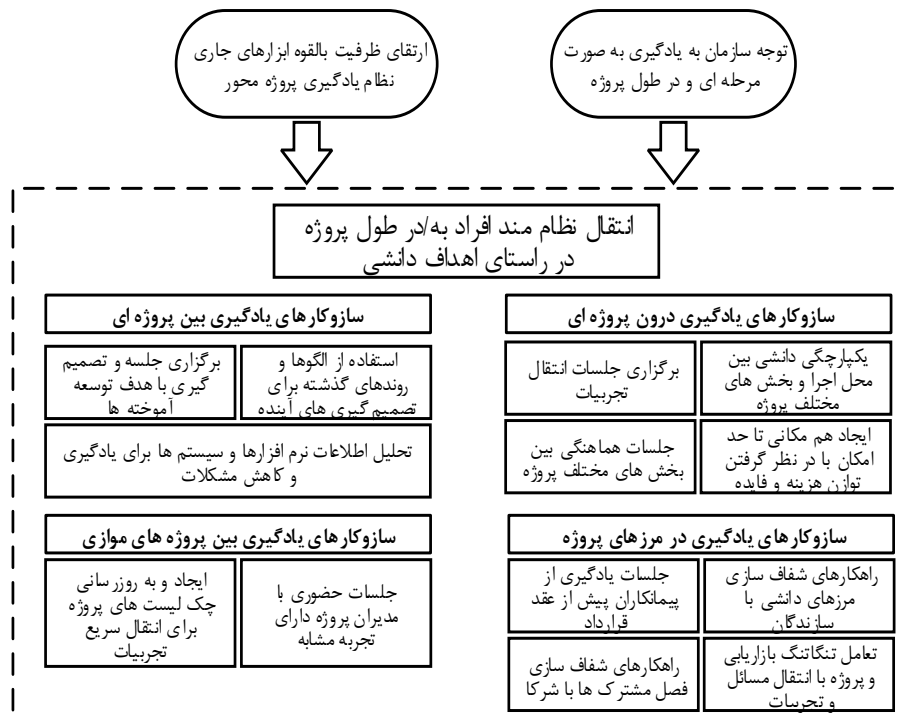 توجه سازمان به یادگیری به صورت
مرحله ای و در طول پروژه
ارتقای ظرفیت بالقوه ابزارهای جاری
نظام یادگیری پروژه محور
انتقال نظام مند افراد به/در طول پروژه
در راستای اهداف دانشی
سازوکارهای یادگیری درون پروژه ای
یکپارچگی دانشی بین
محل اجرا و بخش های
مختلف پروژه
برگزاری جلسات انتقال
تجربیات
ایجاد هم مکانی تا حد
امکان با در نظر گرفتن
توازن هزینه و فایده
جلسات هماهنگی بین
بخش های مختلف پروژه
سازوکارهای یادگیری بین پروژه ای
استفاده از الگوها و
روندهای گذشته برای
تصمیم گیری های آینده
برگزاری جلسه و تصمیم
گیری با هدف توسعه
آموخته ها
تحلیل اطلاعات نرم افزارها و سیستم ها برای یادگیری
و کاهش مشکلات
سازوکارهای یادگیری در مرزهای پروژه
راهکارهای شفاف سازی
مرزهای دانشی با
سازندگان
جلسات یادگیری از
پیمانکاران پیش از عقد
قرارداد
تعامل تنگاتنگ بازاریابی
و پروژه با انتقال مسائل
و تجربیات
راهکارهای شفاف سازی
فصل مشترک ها با شرکا
سازوکارهای یادگیری بین پروژه های موازی
جلسات حضوری با
مدیران پروژه دارای
تجربه مشابه
ایجاد و به روزرسانی
چک لیست های پروژه
برای انتقال سریع
تجربیات